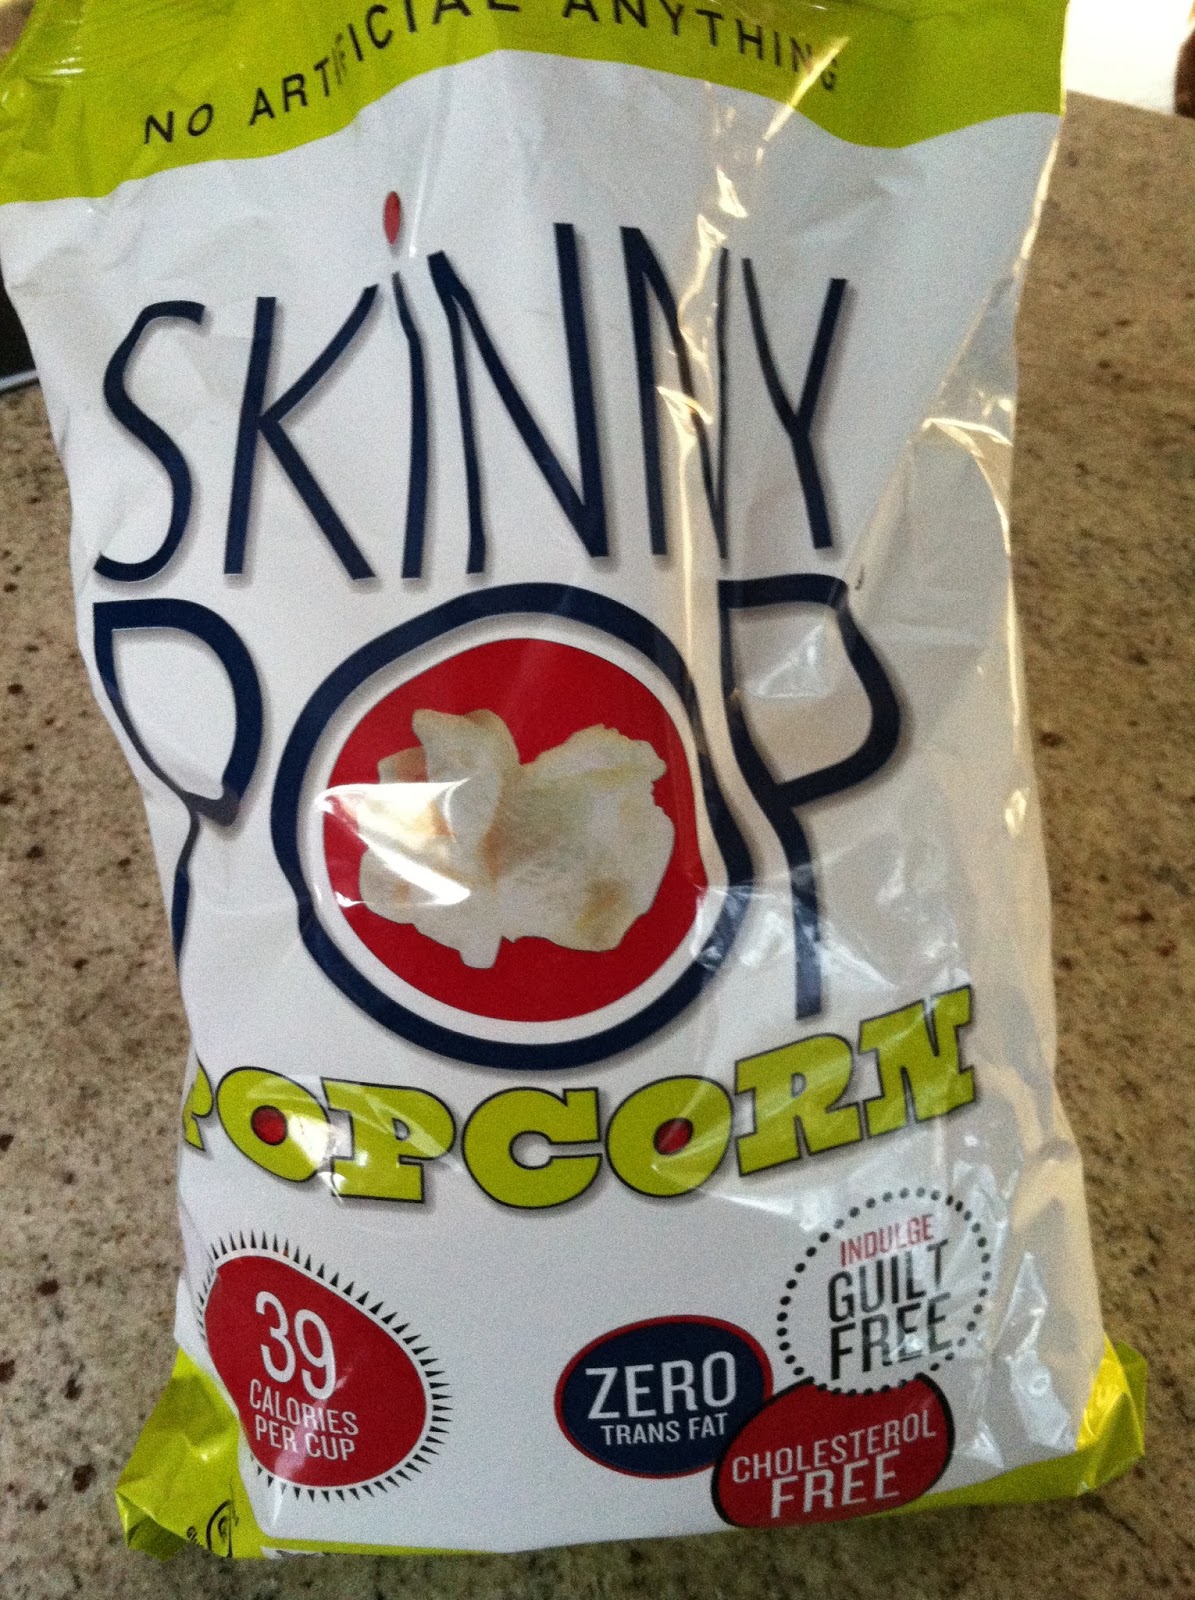 NO ARTIFICIAL ANYTHING
SKiNNY
POP
POPCORN
39
CALORIES
PER CUP
INDULGE
GUILT
FREE
ZERO
TRANS FAT
CHOLESTEROL
FREE